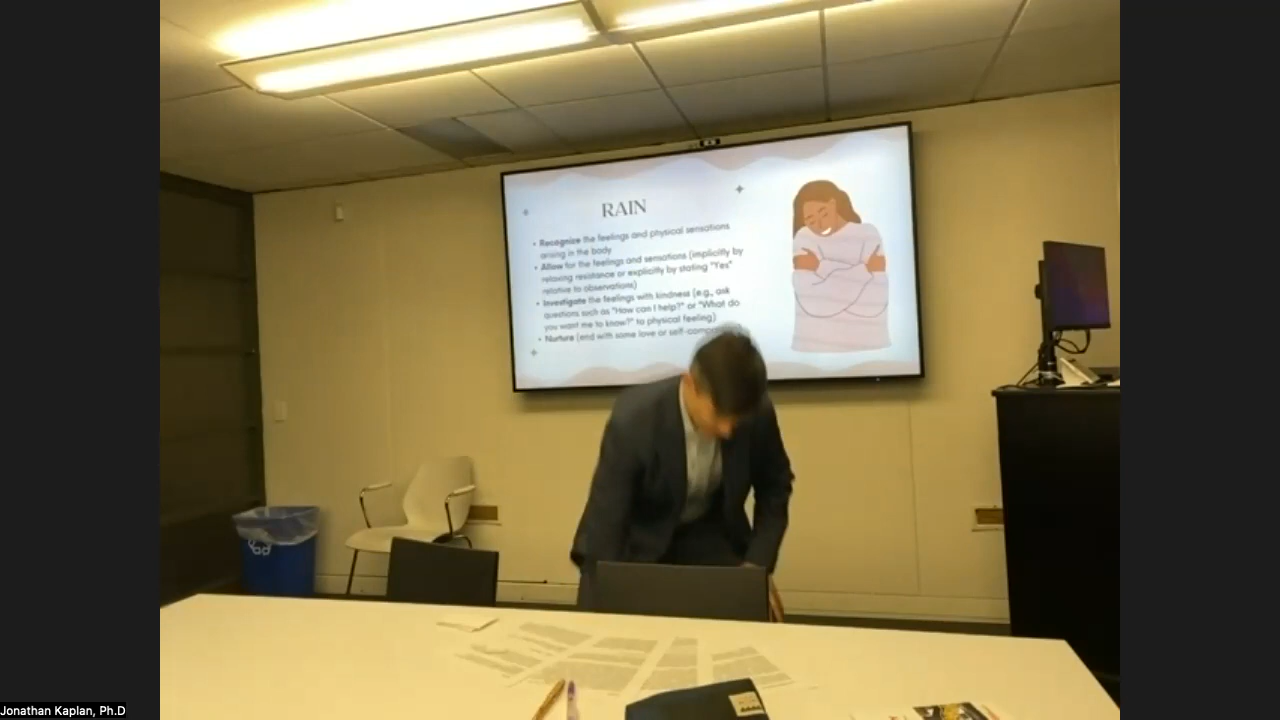 RAIN
• Recognize the feelings and physical sensations
arising in the body
• Allow for the feelings and sensations (implicitly by
relaxing resistance or explicitly by stating "Yes"
relative to observations)
• Investigate the feelings with kindness (e.g., ask
questions such as "How can I help?" or "What do
you want me to know?" to physical feeling)
• Nurture (end with some love or
Jonathan Kaplan, Ph.D